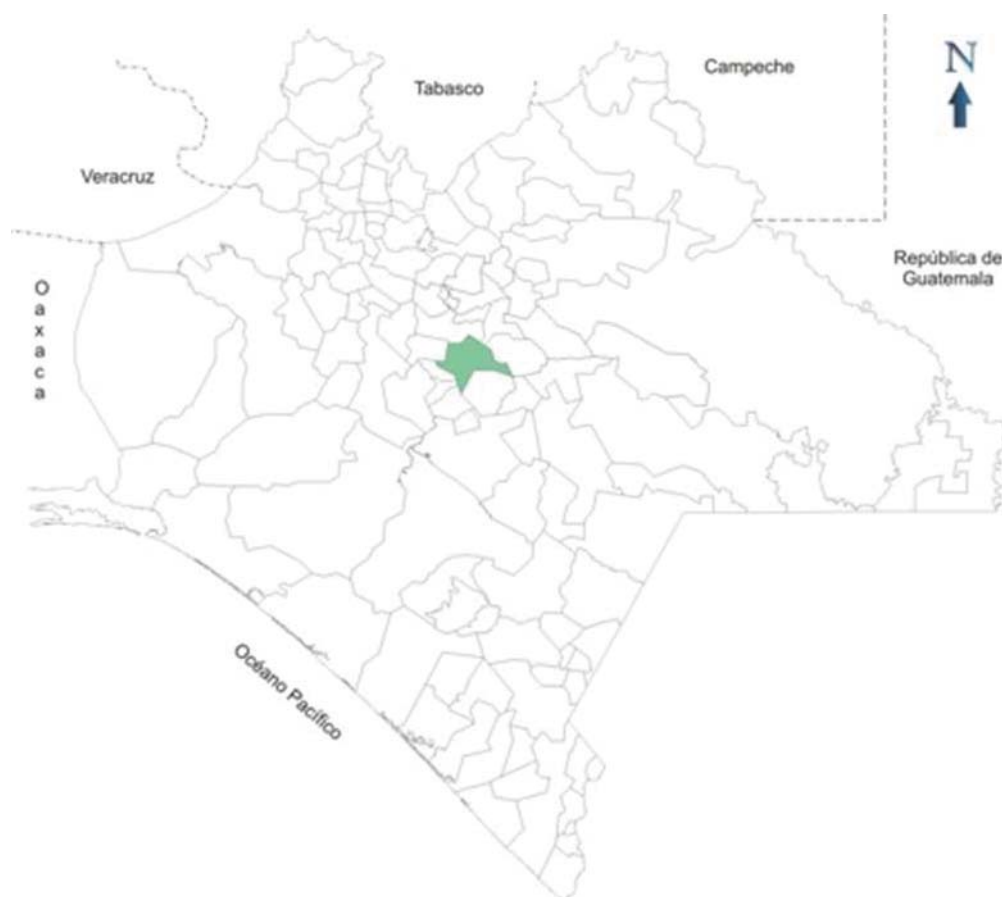 Campeche
N
Tabasco
Veracruz
República de
Guatemala
O
a
x
a
c
a
Océano Pacífico